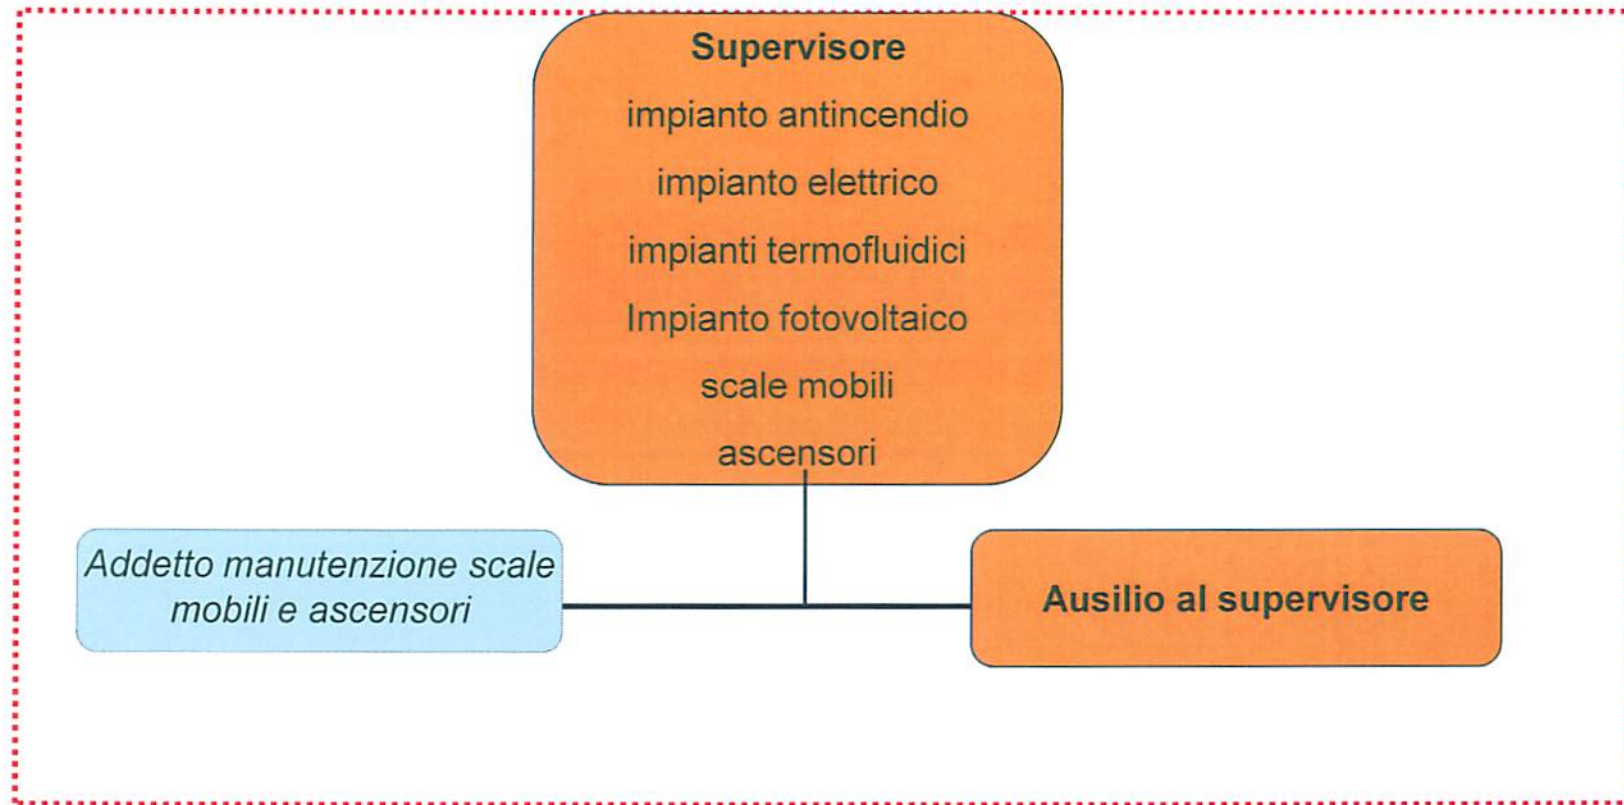 Supervisore
impianto antincendio
impianto elettrico
impianti termofluidici
Impianto fotovoltaico
scale mobili
ascensori
Addetto manutenzione scale
mobili e ascensori
Ausilio al supervisore